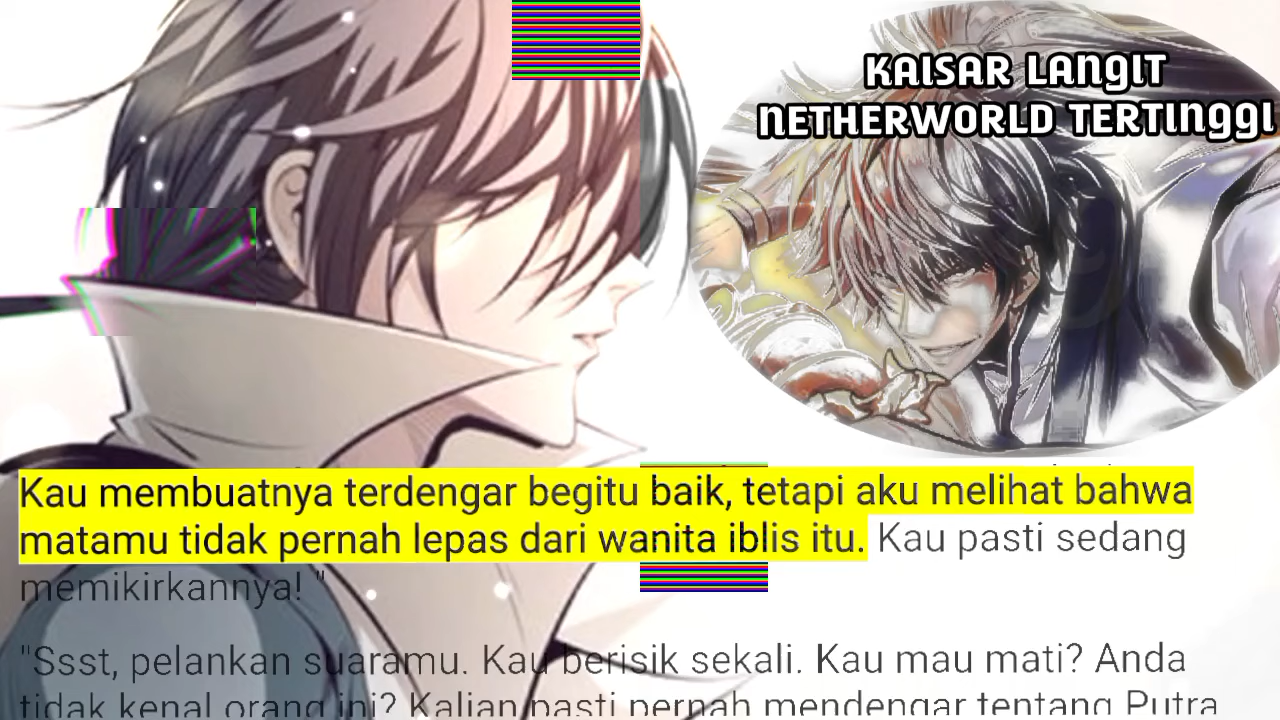 KAISAR LANGIT
NETHERWORLD TERTINGGI
Kau membuatnya terdengar begitu baik, tetapi aku melihat bahwa
matamu tidak pernah lepas dari wanita iblis itu. Kau pasti sedang
memikirkannya! "
"Ssst, pelankan suaramu. Kau berisik sekali. Kau mau mati? Anda
tidak kenal orang ini? Kalian pasti pernah mendengar tentang Putra